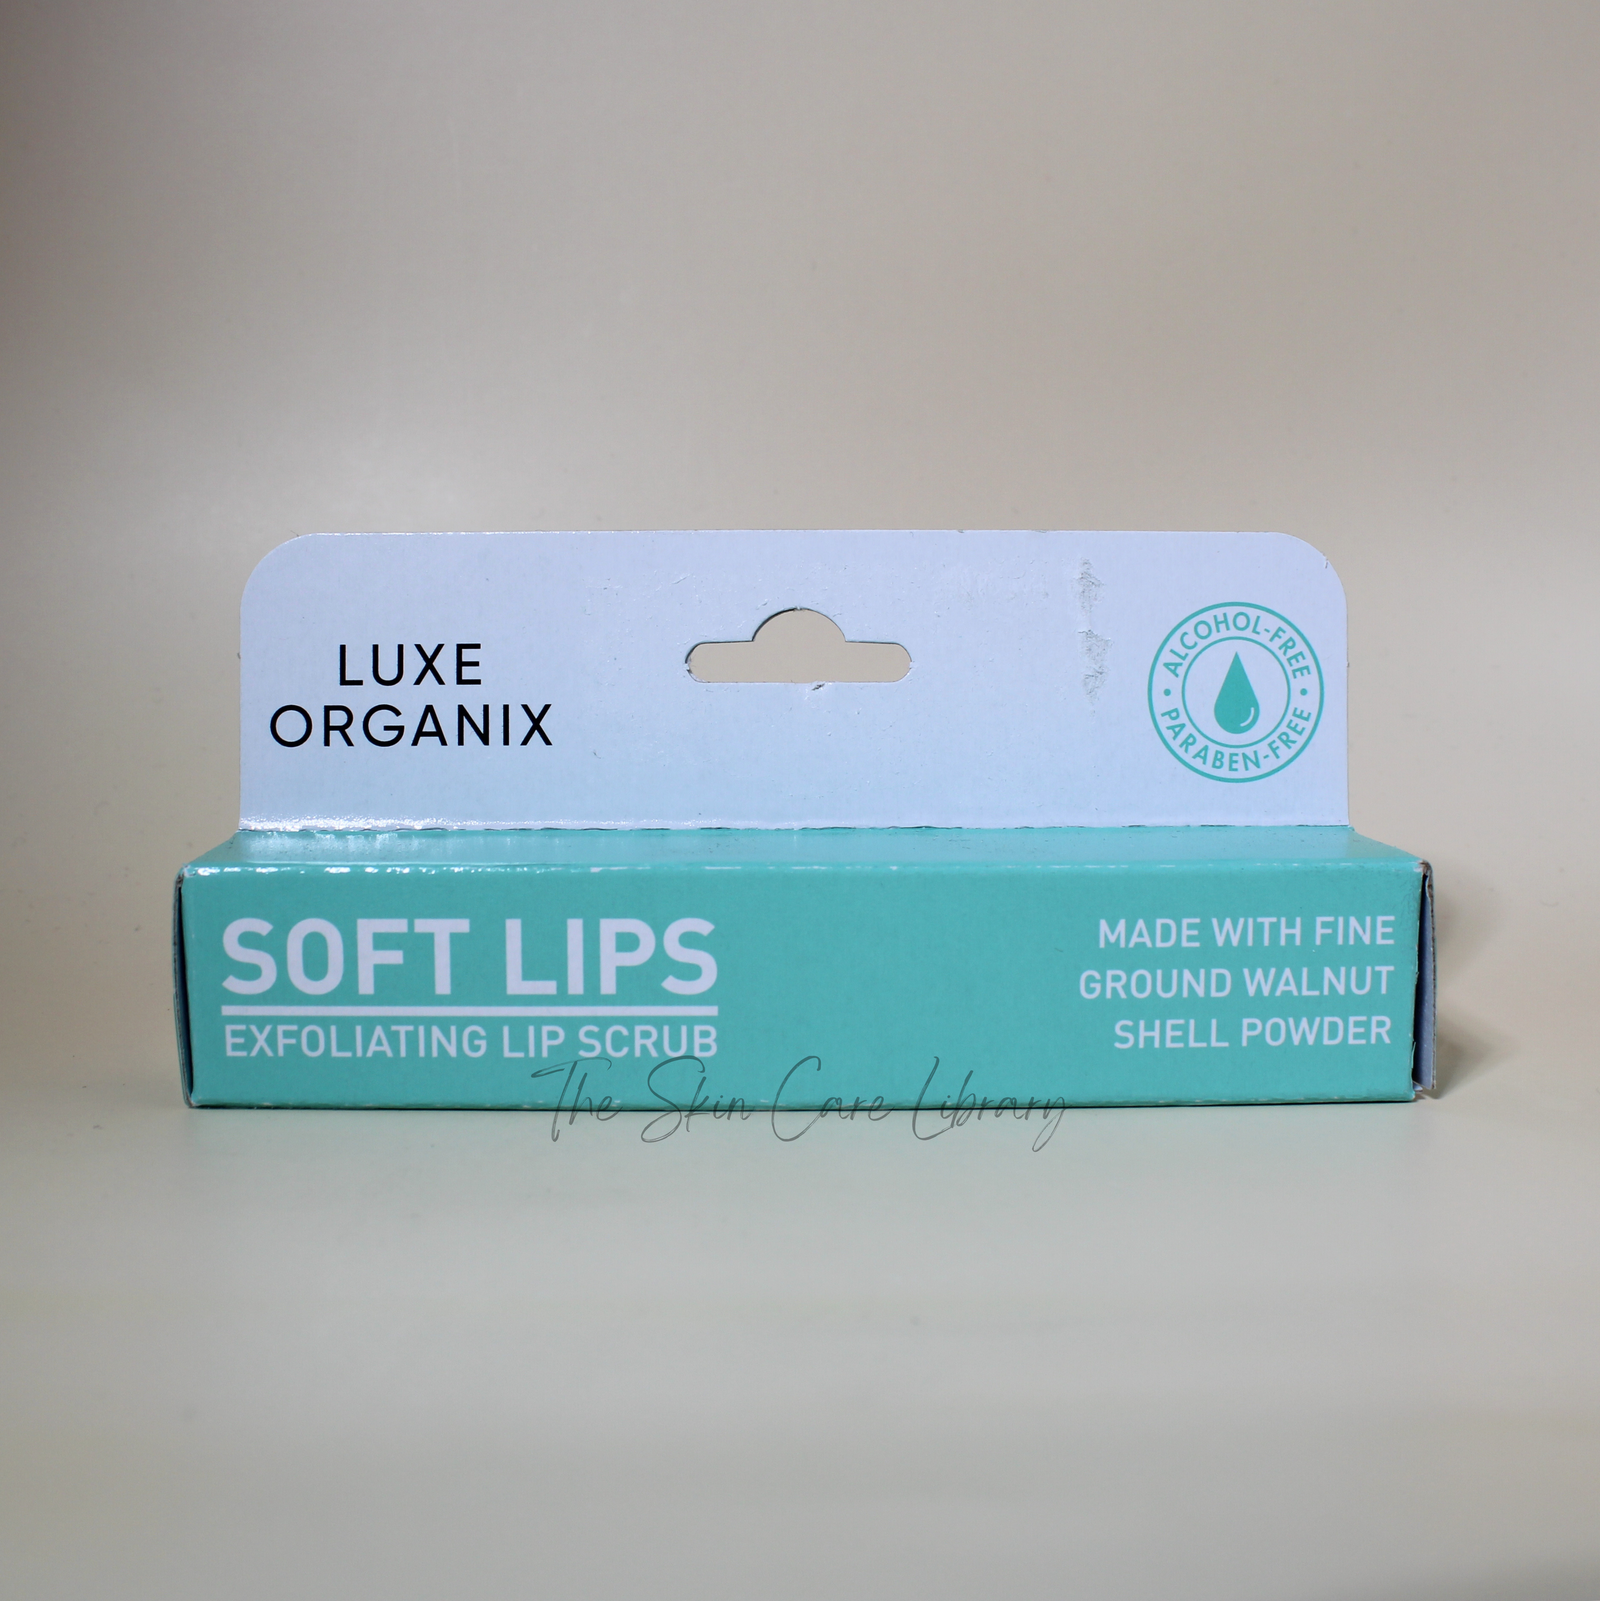 LUXE
ORGANIX
ALCOHOL-FREE
PARABEN-FREE
SOFT LIPS
EXFOLIATING LIP SCRUB
MADE WITH FINE
GROUND WALNUT
SHELL POWDER
The Skin Care Library